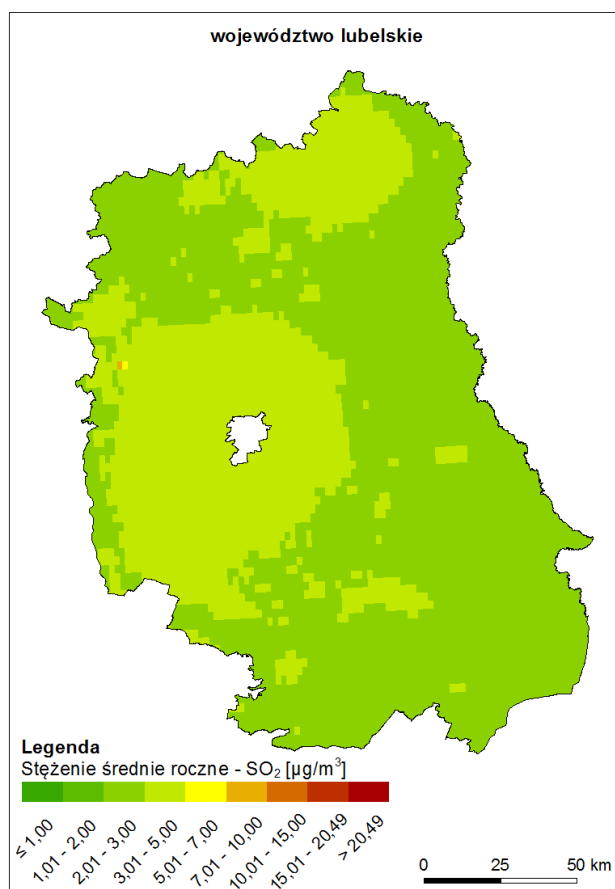 województwo lubelskie
Legenda
Stężenie średnie roczne - SO₂ [µg/m³]
≤ 1,00
1,01 - 2,00
2,01 - 3,00
3,01 - 5,00
5,01 - 7,00
7,01 - 10,00
10,01 - 15,00
15,01 - 20,49
> 20,49
0 25 50 km